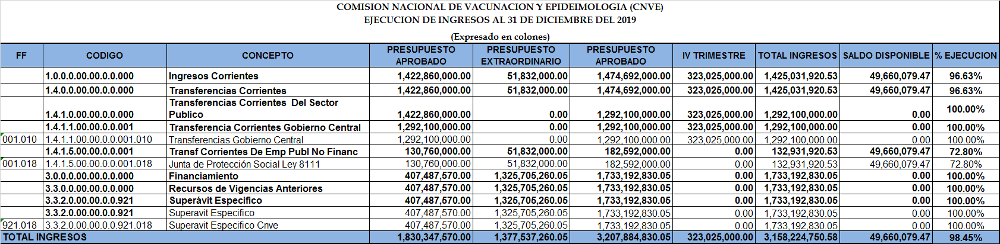 COMISION NACIONAL DE VACUNACION Y EPIDEIMOLOGIA (CNVE)
EJECUCION DE INGRESOS AL 31 DE DICIEMBRE DEL 2019
(Expresado en colones)
FF CODIGO CONCEPTO PRESUPUESTO APROBADO PRESUPUESTO EXTRAORDINARIO PRESUPUESTO APROBADO IV TRIMESTRE TOTAL INGRESOS SALDO DISPONIBLE % EJECUCION
1.0.0.0.00.00.0.0.000 Ingresos Corrientes 1,422,860,000.00 51,832,000.00 1,474,692,000.00 323,025,000.00 1,425,031,920.53 49,660,079.47 96.63%
1.4.0.0.00.00.0.0.000 Transferencias Corrientes 1,422,860,000.00 51,832,000.00 1,474,692,000.00 323,025,000.00 1,425,031,920.53 49,660,079.47 96.63%
1.4.1.0.00.00.0.0.000 Transferencias Corrientes Del Sector Publico 1,422,860,000.00 0.00 1,292,100,000.00 323,025,000.00 1,292,100,000.00 0.00 100.00%
1.4.1.1.00.00.0.0.001 Transferencia Corrientes Gobierno Central 1,292,100,000.00 0.00 1,292,100,000.00 323,025,000.00 1,292,100,000.00 0.00 100.00%
001.010 1.4.1.1.00.00.0.0.001.010 Transferencias Gobierno Central 1,292,100,000.00 0.00 1,292,100,000.00 323,025,000.00 1,292,100,000.00 0.00 100.00%
1.4.1.5.00.00.0.0.001 Transf Corrientes De Emp Publ No Financ 130,760,000.00 51,832,000.00 182,592,000.00 0.00 132,931,920.53 49,660,079.47 72.80%
001.018 1.4.1.5.00.00.0.0.001.018 Junta de Protección Social Ley 8111 130,760,000.00 51,832,000.00 182,592,000.00 0.00 132,931,920.53 49,660,079.47 72.80%
3.0.0.0.00.00.0.0.000 Financiamiento 407,487,570.00 1,325,705,260.05 1,733,192,830.05 0.00 1,733,192,830.05 0.00 100.00%
3.3.0.0.00.00.0.0.000 Recursos de Vigencias Anteriores 407,487,570.00 1,325,705,260.05 1,733,192,830.05 0.00 1,733,192,830.05 0.00 100.00%
3.3.2.0.00.00.0.0.921 Superávit Especifico 407,487,570.00 1,325,705,260.05 1,733,192,830.05 0.00 1,733,192,830.05 0.00 100.00%
3.3.2.0.00.00.0.0.921 Superavit Especifico 407,487,570.00 1,325,705,260.05 1,733,192,830.05 0.00 1,733,192,830.05 0.00 100.00%
921.018 3.3.2.0.00.00.0.0.921.018 Superavit Especifico Cnve 407,487,570.00 1,325,705,260.05 1,733,192,830.05 0.00 1,733,192,830.05 0.00 100.00%
TOTAL INGRESOS 1,830,347,570.00 1,377,537,260.05 3,207,884,830.05 323,025,000.00 3,158,224,750.58 49,660,079.47 98.45%